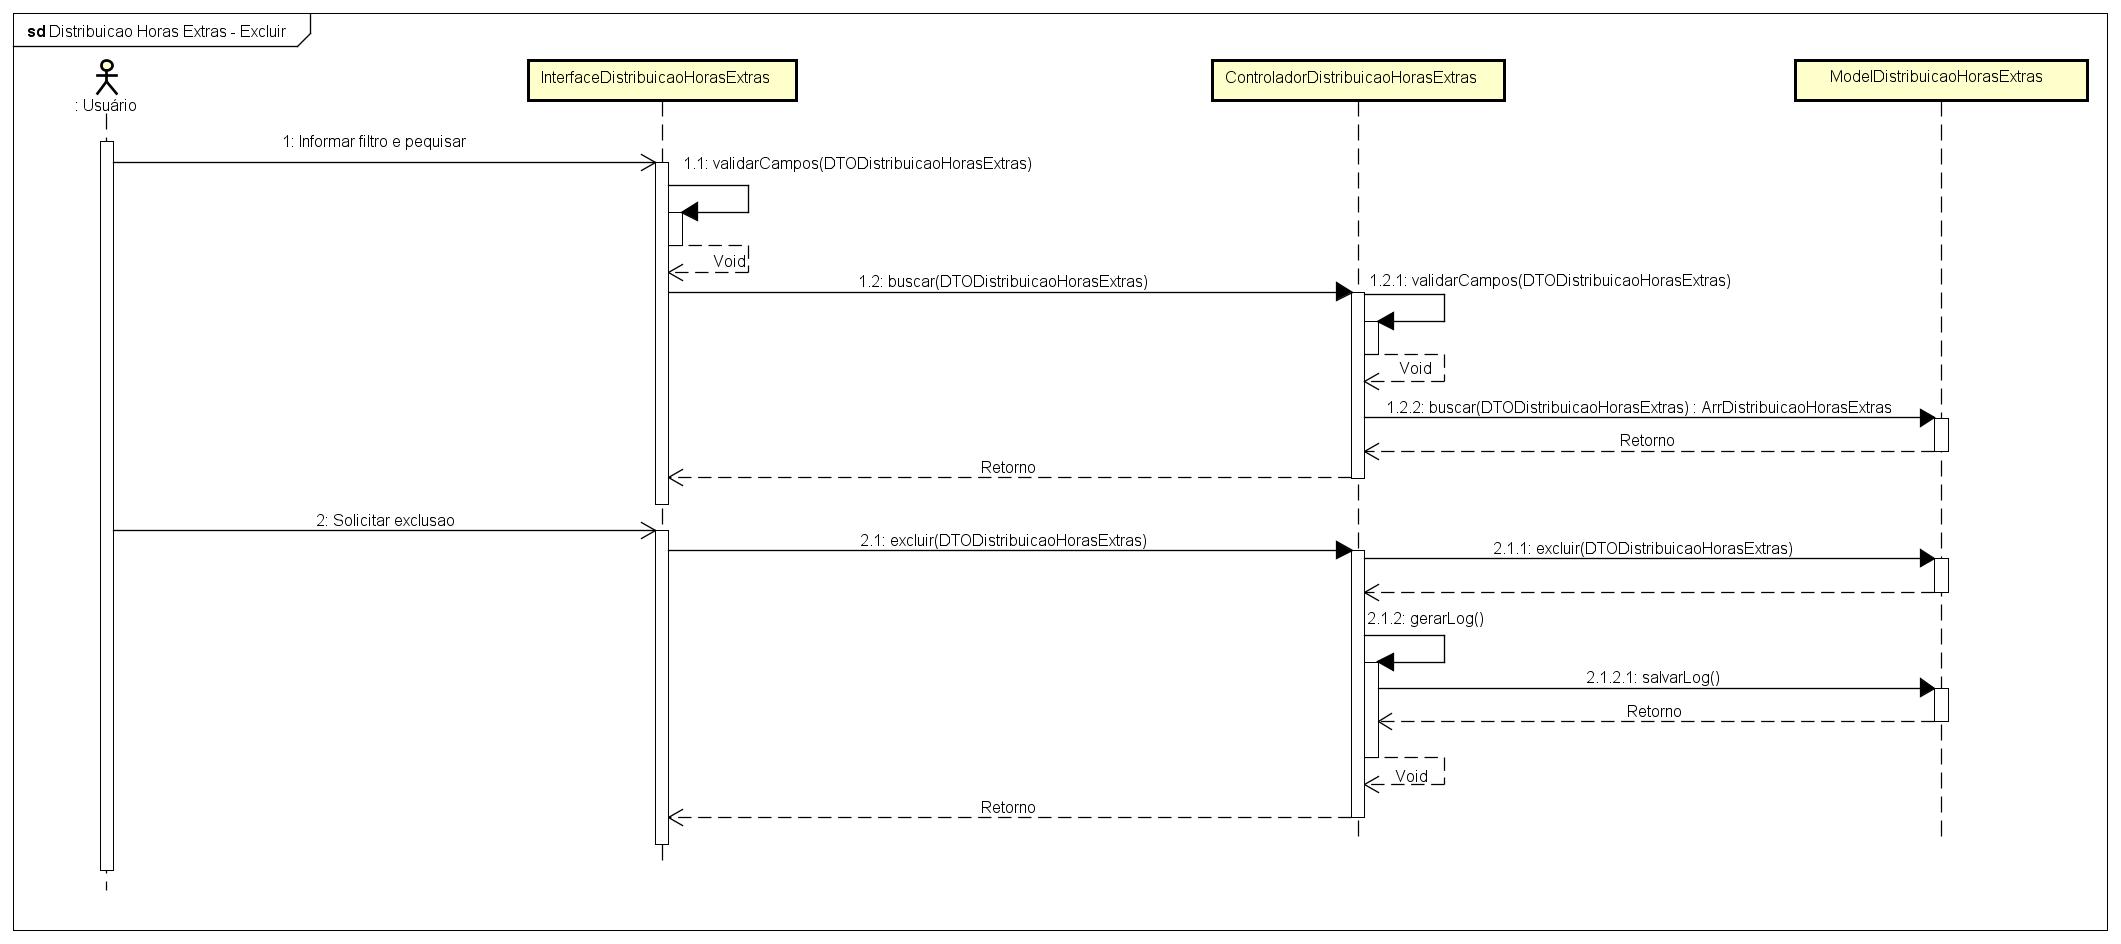 sd Distribuicao Horas Extras - Excluir
: Usuário
InterfaceDistribuicaoHorasExtras
ControladorDistribuicaoHorasExtras
ModelDistribuicaoHorasExtras
1: Informar filtro e pequisar
1.1: validarCampos(DTODistribuicaoHorasExtras)
Void
1.2: buscar(DTODistribuicaoHorasExtras)
1.2.1: validarCampos(DTODistribuicaoHorasExtras)
Void
1.2.2: buscar(DTODistribuicaoHorasExtras) : ArrDistribuicaoHorasExtras
Retorno
Retorno
2: Solicitar exclusao
2.1: excluir(DTODistribuicaoHorasExtras)
2.1.1: excluir(DTODistribuicaoHorasExtras)
2.1.2: gerarLog()
2.1.2.1: salvarLog()
Retorno
Void
Retorno